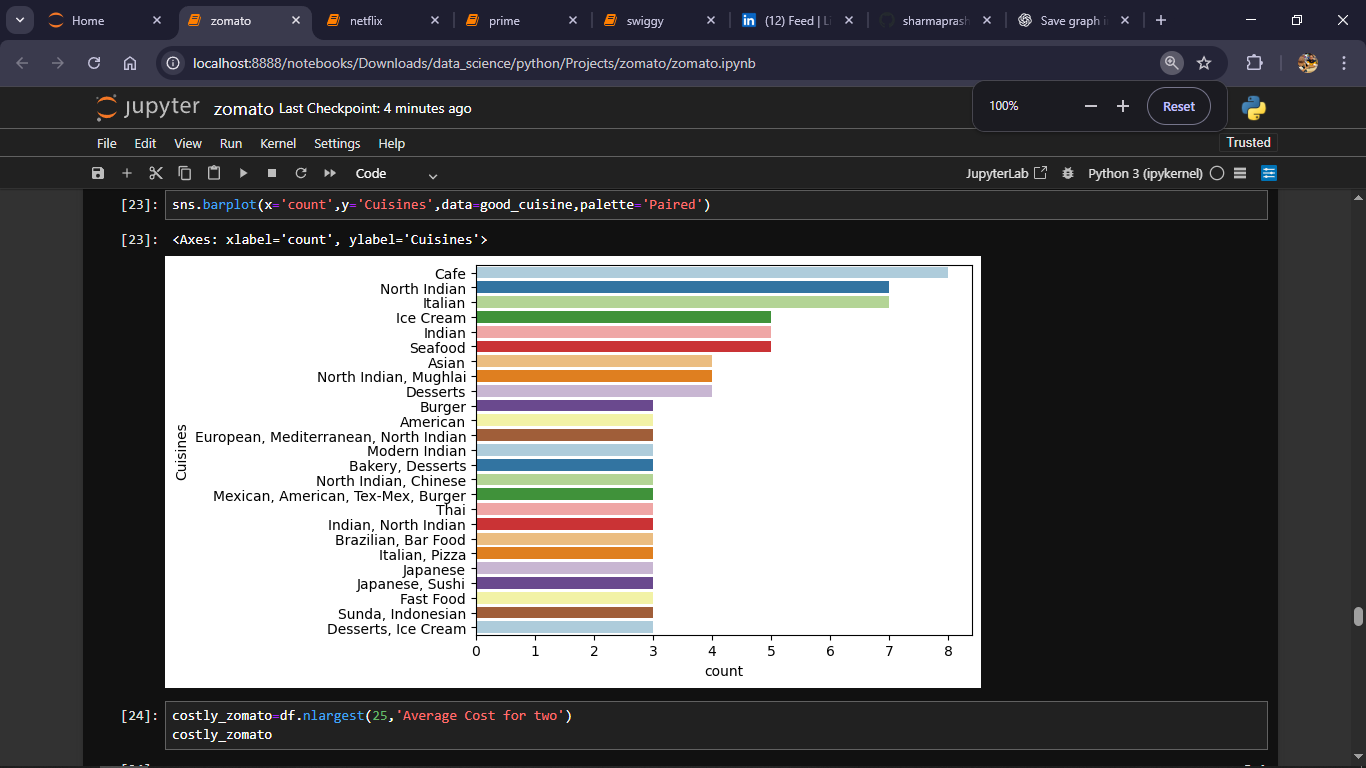 Home
zomato
netflix
prime
swiggy
(12) Feed | Li
sharmaprash
Save graph i
localhost:8888/notebooks/Downloads/data_science/python/Projects/zomato/zomato.ipynb
100%
Reset
jupyter zomato Last Checkpoint: 4 minutes ago
File Edit View Run Kernel Settings Help
Trusted
Code
JupyterLab
Python 3 (ipykernel)
[23]: sns.barplot(x='count',y='Cuisines',data=good_cuisine,palette='Paired')
[23]: <Axes: xlabel='count', ylabel='Cuisines'>
Cuisines
Cafe
North Indian
Italian
Ice Cream
Indian
Seafood
Asian
North Indian, Mughlai
Desserts
Burger
American
European, Mediterranean, North Indian
Modern Indian
Bakery, Desserts
North Indian, Chinese
Mexican, American, Tex-Mex, Burger
Thai
Indian, North Indian
Brazilian, Bar Food
Italian, Pizza
Japanese
Japanese, Sushi
Fast Food
Sunda, Indonesian
Desserts, Ice Cream
0 1 2 3 4 5 6 7 8
count
[24]: costly_zomato=df.nlargest(25,'Average Cost for two')
costly_zomato